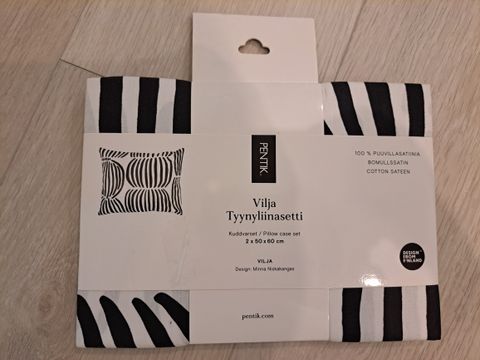 PENTIK
Vilja
Tyynyliinasetti
Kuddvarset / Pillow case set
2 x 50 x 60 cm
VILJA
Design: Minna Niskakangas
100 % PUUVILLASATIINIA
BOMULLSSATIN
COTTON SATEEN
DESIGN
FROM
FINLAND
pentik.com